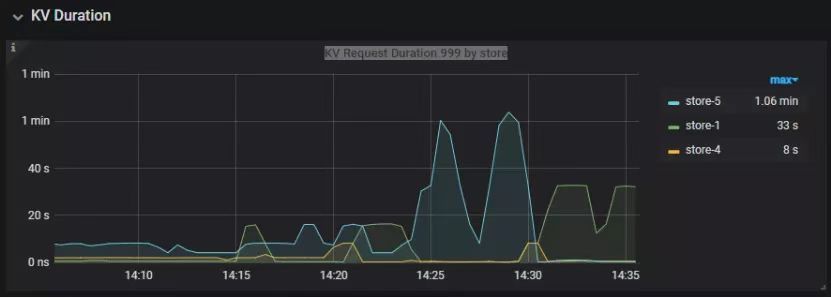 KV Duration
i
KV Request Duration 999 by store
1 min
1 min
40 s
20 s
0 ns
14:10
14:15
14:20
14:25
14:30
14:35
max
store-5 1.06 min
store-1 33 s
store-4 8 s